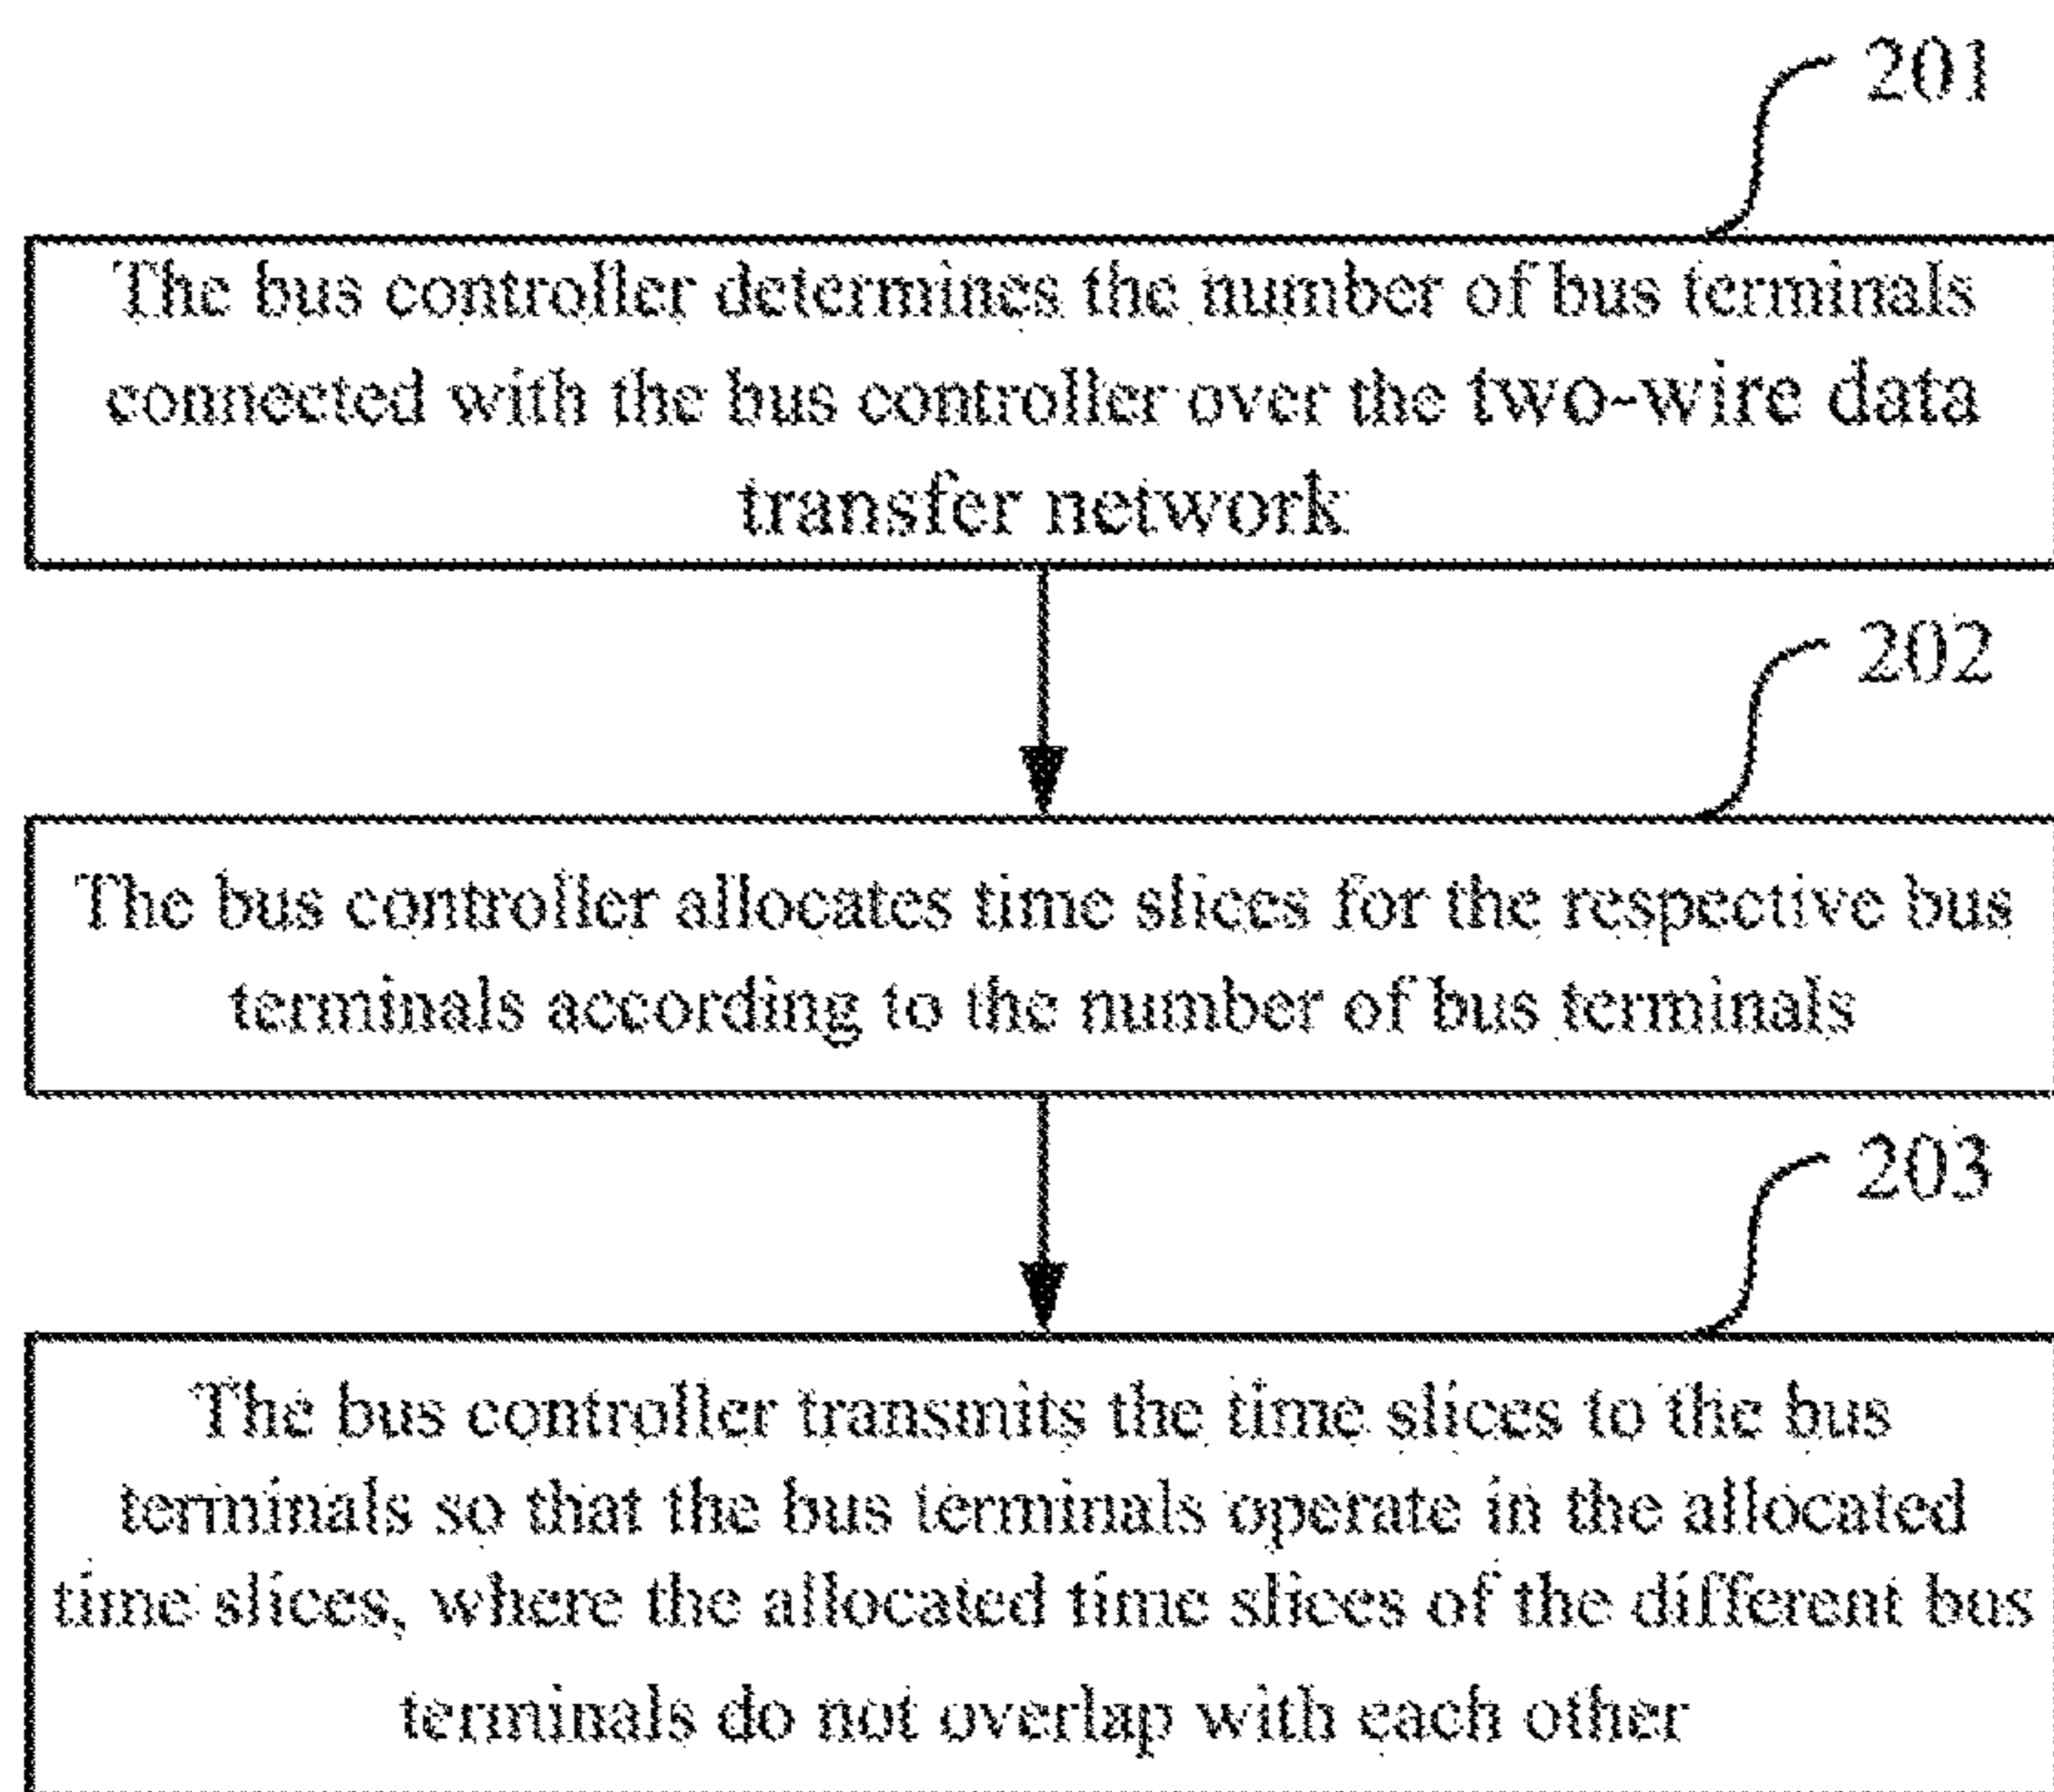 201
The bus controller determines the number of bus terminals
connected with the bus controller over the two-wire data
transfer network
202
The bus controller allocates time slices for the respective bus
terminals according to the number of bus terminals
203
The bus controller transmits the time slices to the bus
terminals so that the bus terminals operate in the allocated
time slices, where the allocated time slices of the different bus
terminals do not overlap with each other